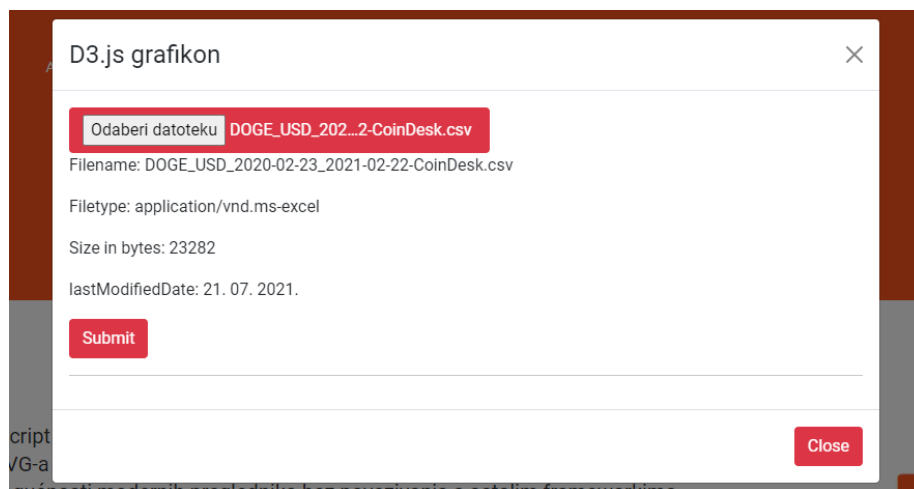 D3.js grafikon
Odaberi datoteku DOGE_USD_202...2-CoinDesk.csv
Filename: DOGE_USD_2020-02-23_2021-02-22-CoinDesk.csv
Filetype: application/vnd.ms-excel
Size in bytes: 23282
lastModifiedDate: 21. 07. 2021.
Submit
Close
cript
VG-a